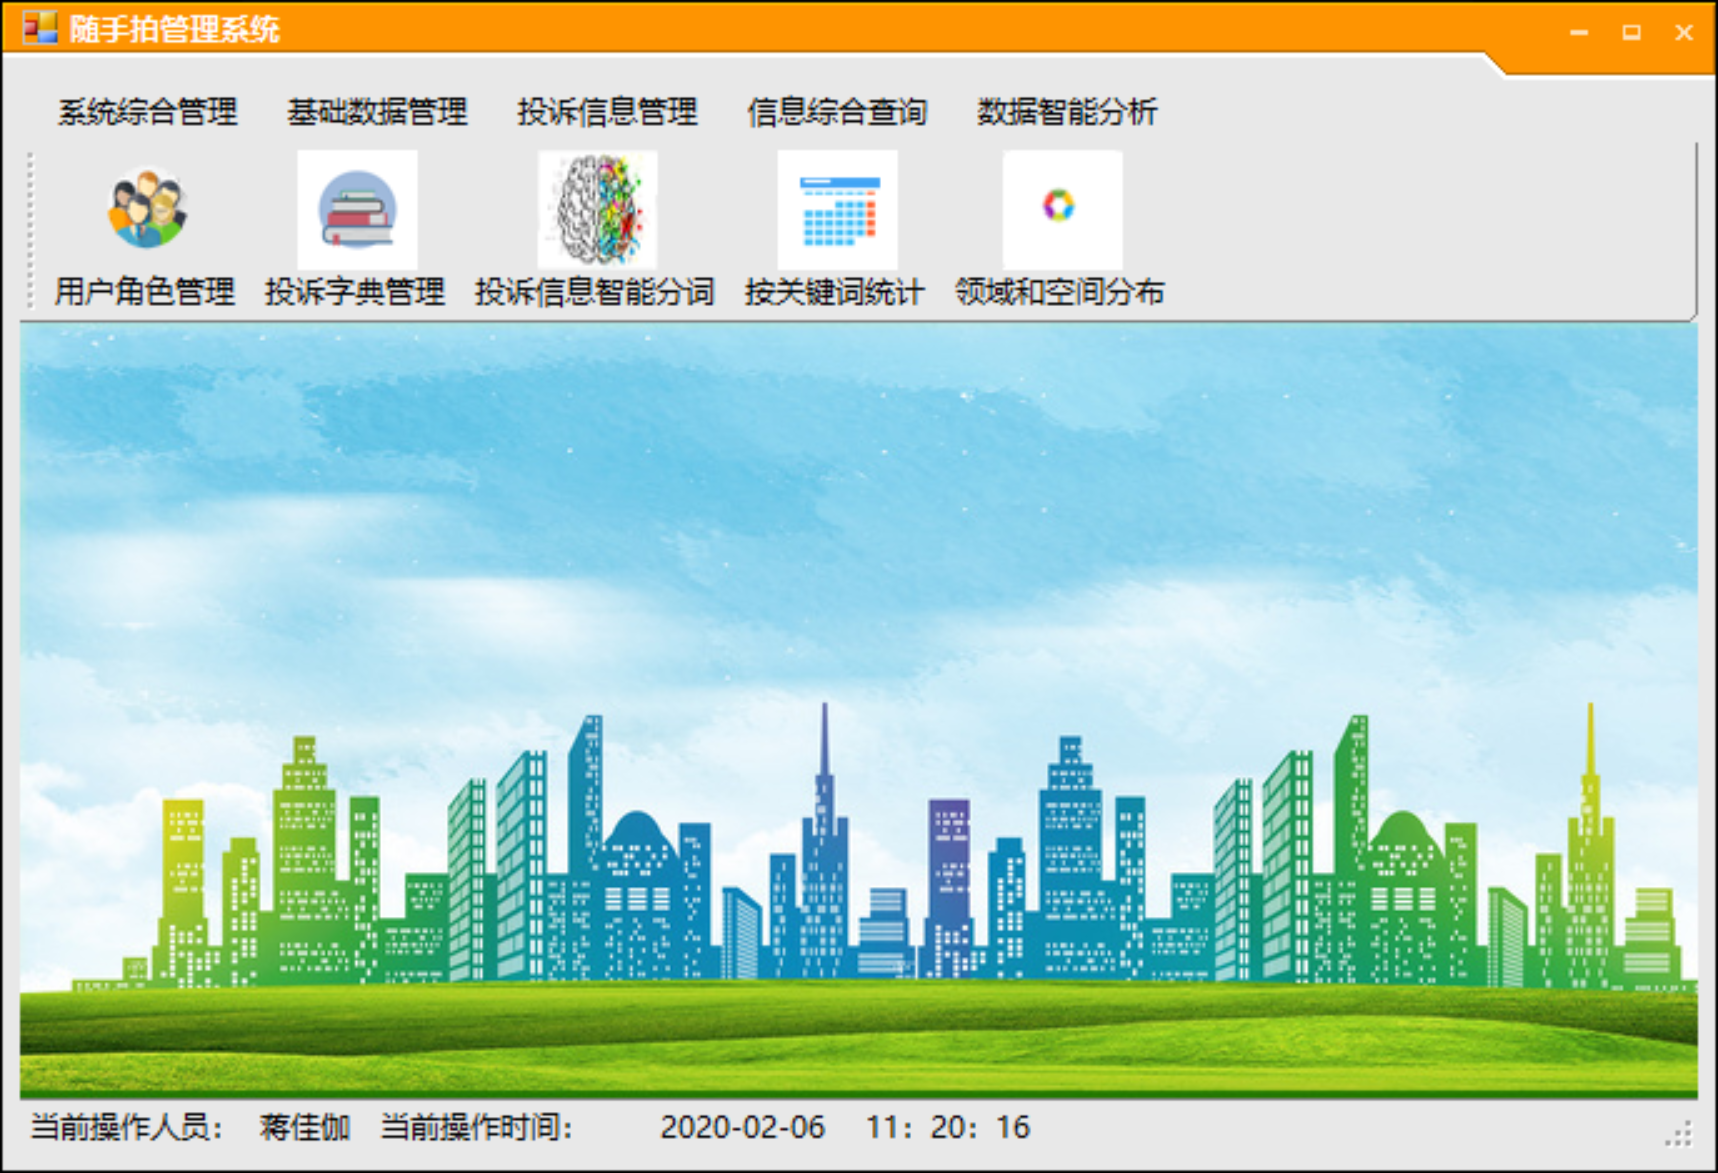 随手拍管理系统
系统综合管理 基础数据管理 投诉信息管理 信息综合查询 数据智能分析
用户角色管理 投诉字典管理 投诉信息智能分词 按关键词统计 领域和空间分布
当前操作人员： 蒋佳伽 当前操作时间： 2020-02-06 11：20：16